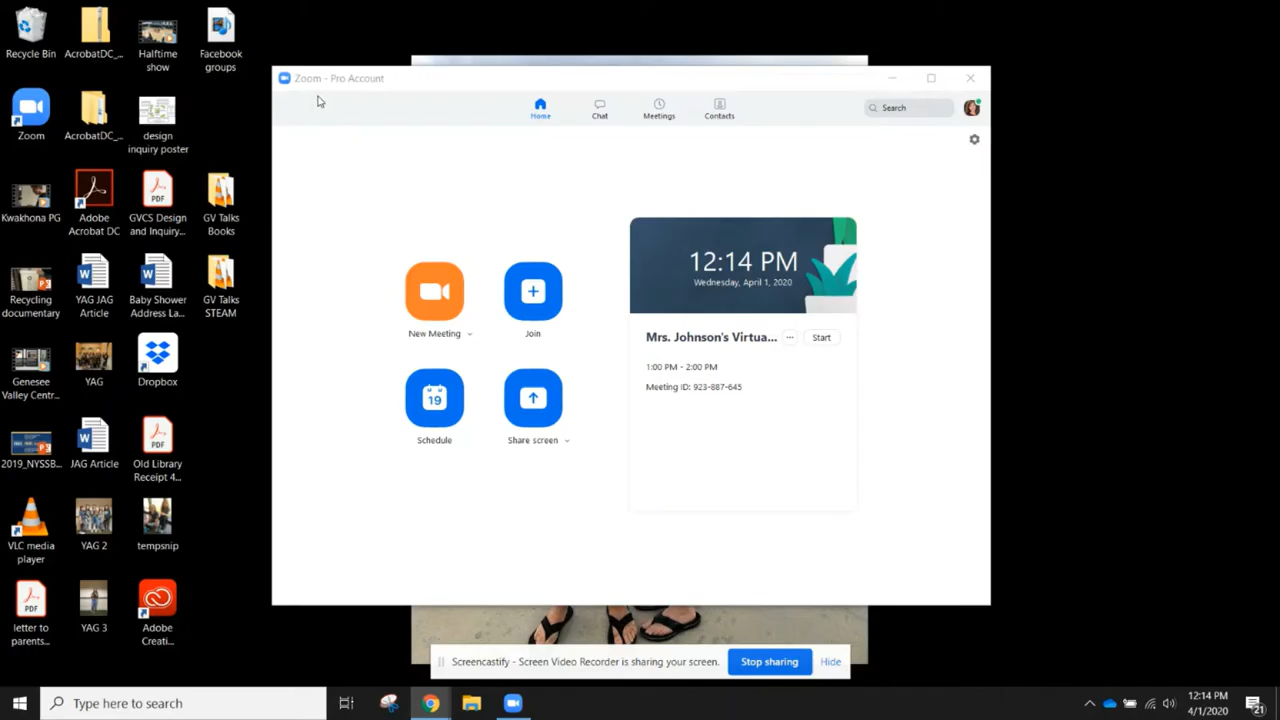 Recycle Bin
AcrobatDC_...
Halftime
show
Facebook
groups
Zoom
AcrobatDC_...
design
inquiry poster
Kwakhona PG
Adobe
Acrobat DC
PDF
GVCS Design
and Inquiry...
GV Talks
Books
Recycling
documentary
YAG JAG
Article
Baby Shower
Address La...
GV Talks
STEAM
Genesee
Valley Centr...
YAG
Dropbox
2019_NYSSB...
JAG Article
PDF
Old Library
Receipt 4...
VLC media
player
YAG 2
tempsnip
PDF
letter to
parents...
YAG 3
Adobe
Creati...
Zoom - Pro Account
Home
Chat
Meetings
Contacts
Search
New Meeting
Join
19
Schedule
Share screen
12:14 PM
Wednesday, April 1, 2020
Mrs. Johnson's Virtua... ... Start
1:00 PM - 2:00 PM
Meeting ID: 923-887-645
Screencastify - Screen Video Recorder is sharing your screen. Stop sharing Hide
Type here to search
12:14 PM
4/1/2020
21